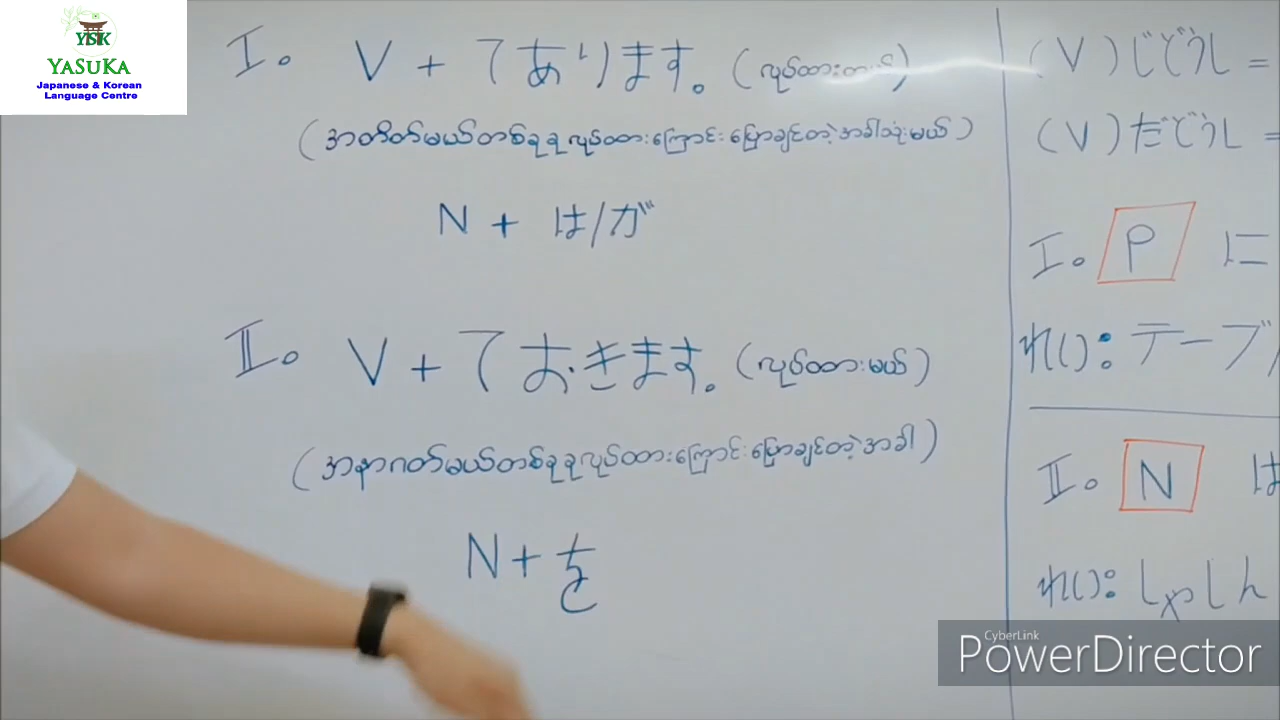 YSK
YASUKA
Japanese & Korean
Language Centre
I。 V + てあります。(လုပ်ထား
(အတိတ်မယ်တစ်ခုခုလုပ်ထားကြောင်းပြောချင်တဲ့အခါသုံးမယ်)
N + は/が
II。 V + ておきます。(လုပ်ထားမယ်)
(အနာဂတ်မယ်တစ်ခုခုလုပ်ထားကြောင်းပြောချင်တဲ့အခါ)
N + を
(V) じどうし =
(V) たどうし =
I。 P に
れい: テーブ
II。 N は
れい: しゃしん
CyberLink
PowerDirector